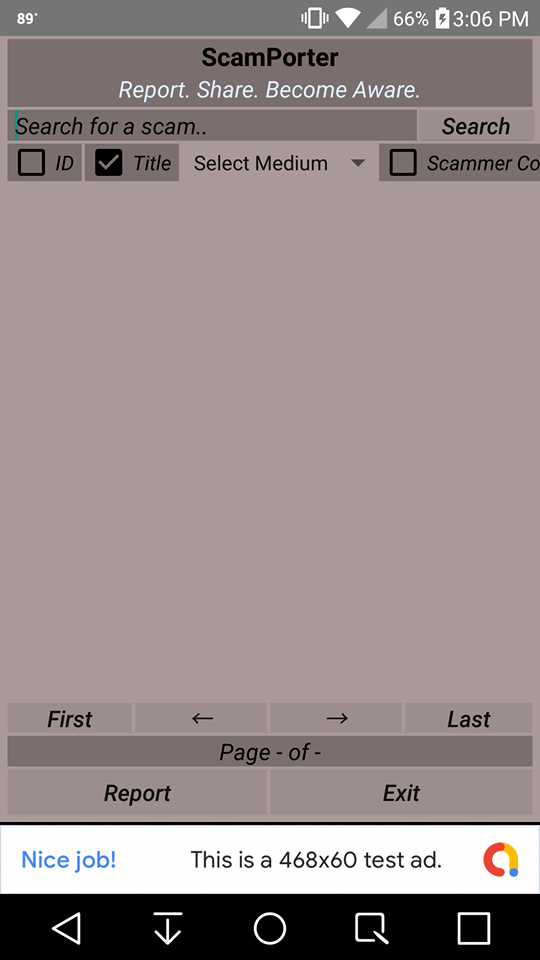 89° 66% 3:06 PM
ScamPorter
Report. Share. Become Aware.
Search for a scam.. Search
ID Title Select Medium Scammer Co
First ← → Last
Page - of -
Report Exit
Nice job! This is a 468x60 test ad.